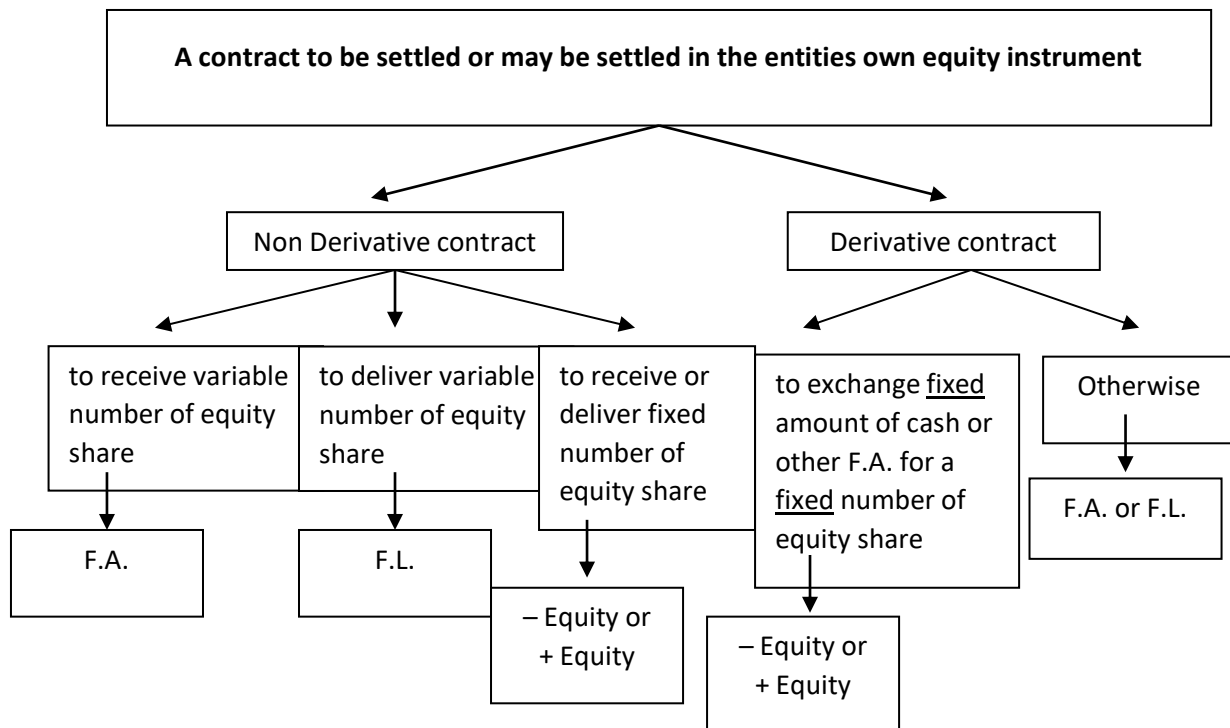 A contract to be settled or may be settled in the entities own equity instrument
Non Derivative contract
Derivative contract
to receive variable
number of equity
share
to deliver variable
number of equity
share
to receive or
deliver fixed
number of
equity share
to exchange fixed
amount of cash or
other F.A. for a
fixed number of
equity share
Otherwise
F.A.
F.L.
– Equity or
+ Equity
– Equity or
+ Equity
F.A. or F.L.